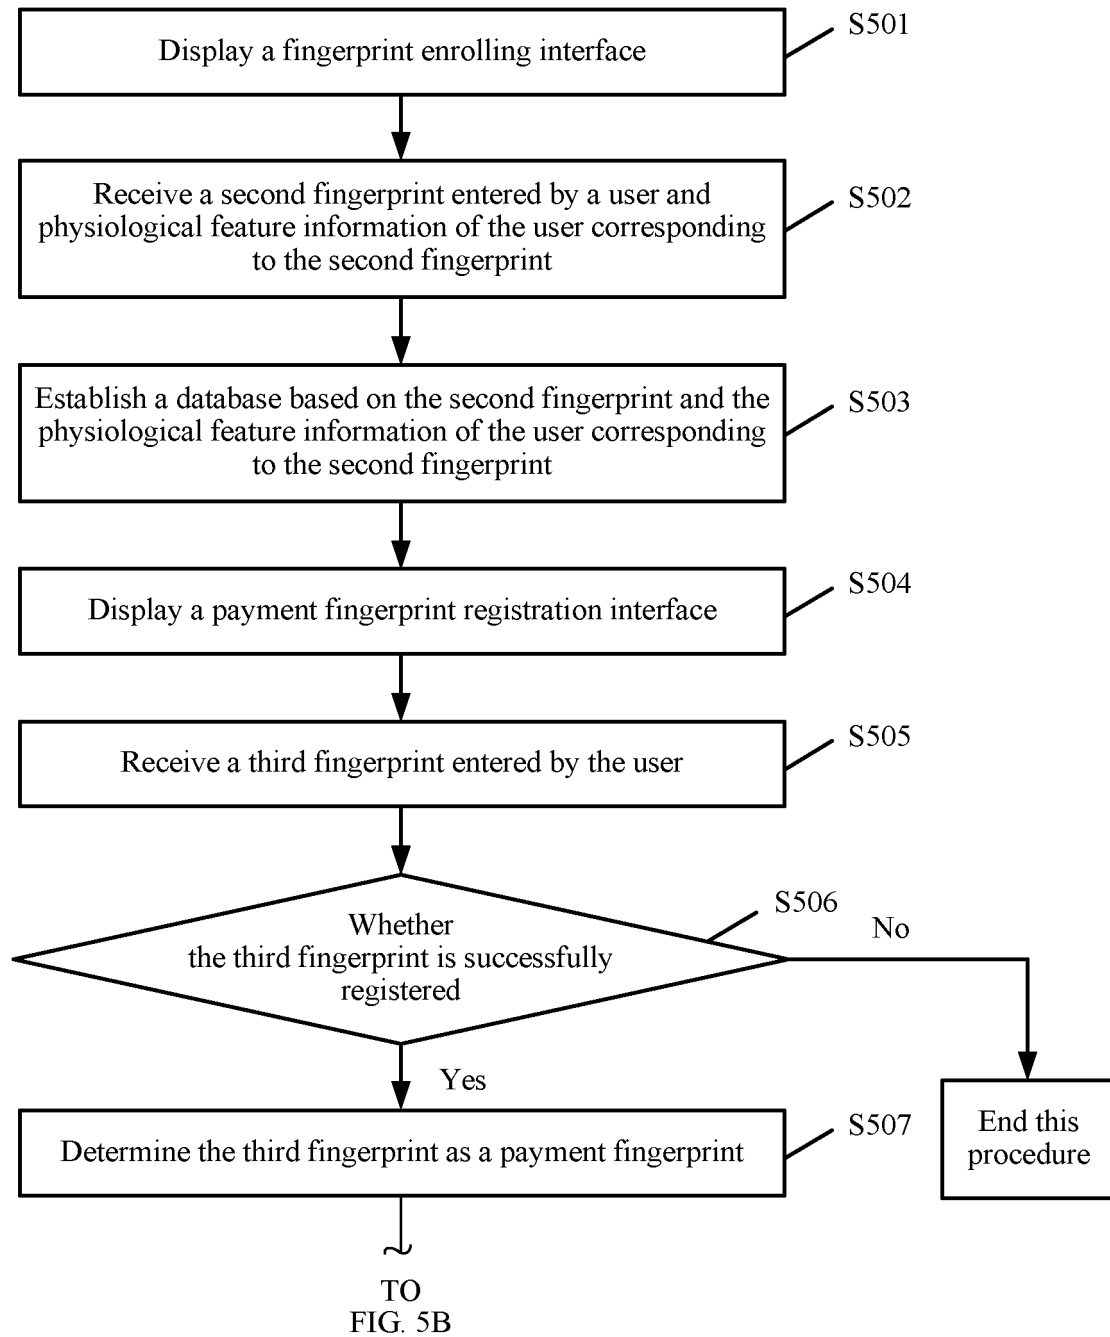 Display a fingerprint enrolling interface
S501
Receive a second fingerprint entered by a user and
physiological feature information of the user corresponding
to the second fingerprint
S502
Establish a database based on the second fingerprint and the
physiological feature information of the user corresponding
to the second fingerprint
S503
Display a payment fingerprint registration interface
S504
Receive a third fingerprint entered by the user
S505
Whether
the third fingerprint is successfully
registered
S506
No
Yes
Determine the third fingerprint as a payment fingerprint
S507
End this
procedure
TO
FIG. 5B